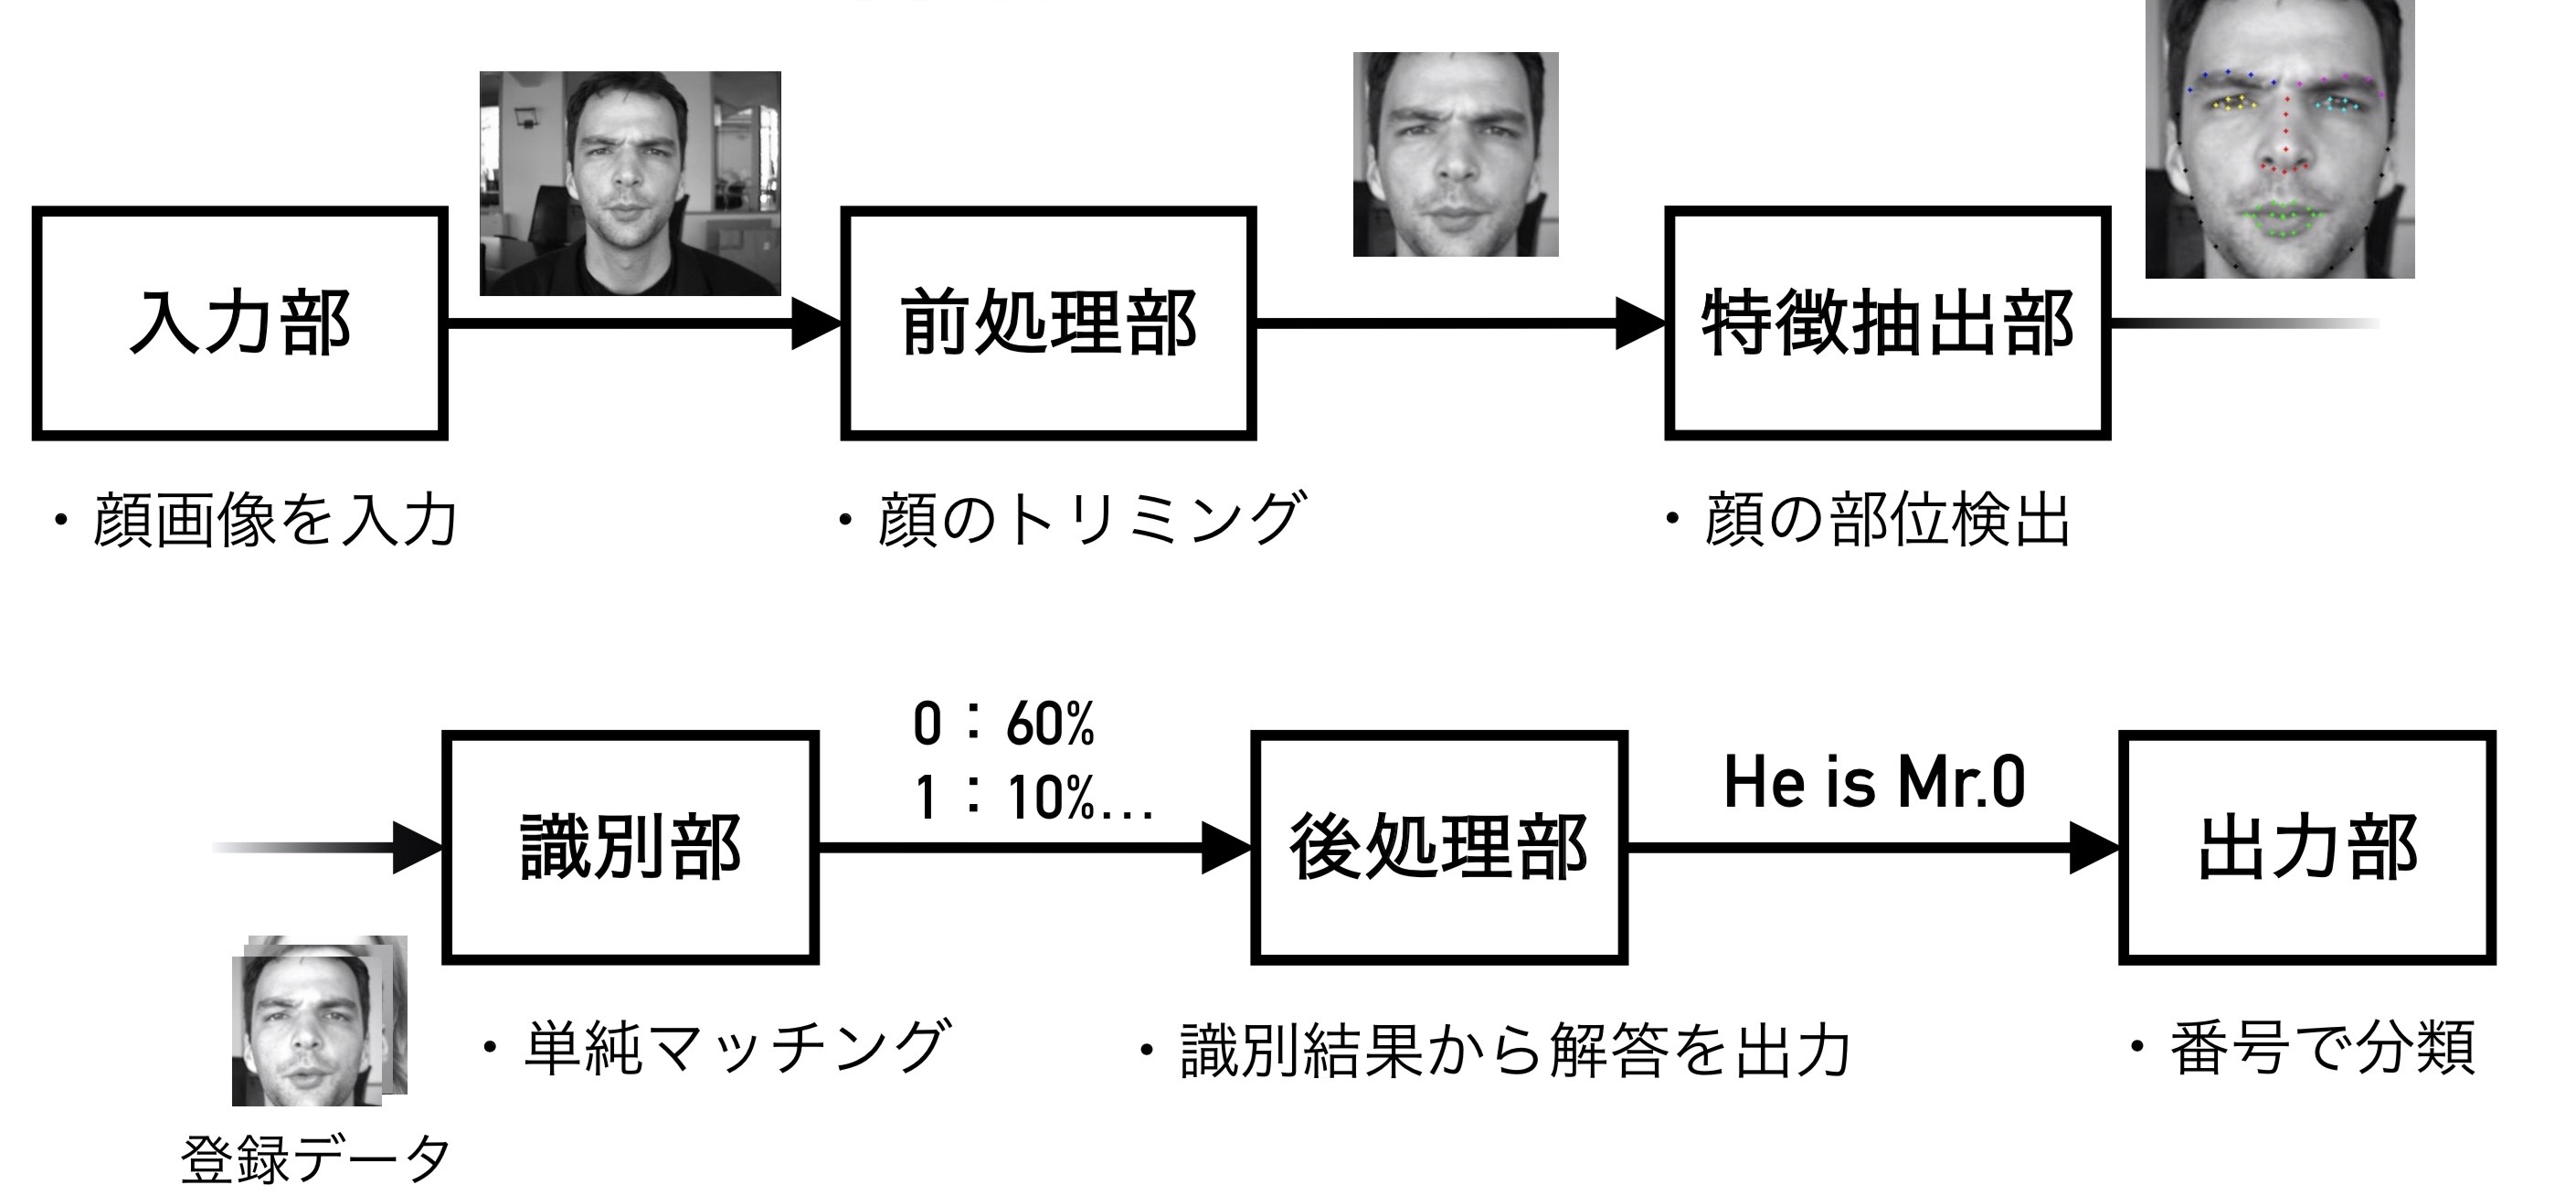 入力部
前処理部
特徴抽出部
・顔画像を入力
・顔のトリミング
・顔の部位検出
0：60%
1：10%...
He is Mr.0
識別部
後処理部
出力部
・単純マッチング
・識別結果から解答を出力
・番号で分類
登録データ